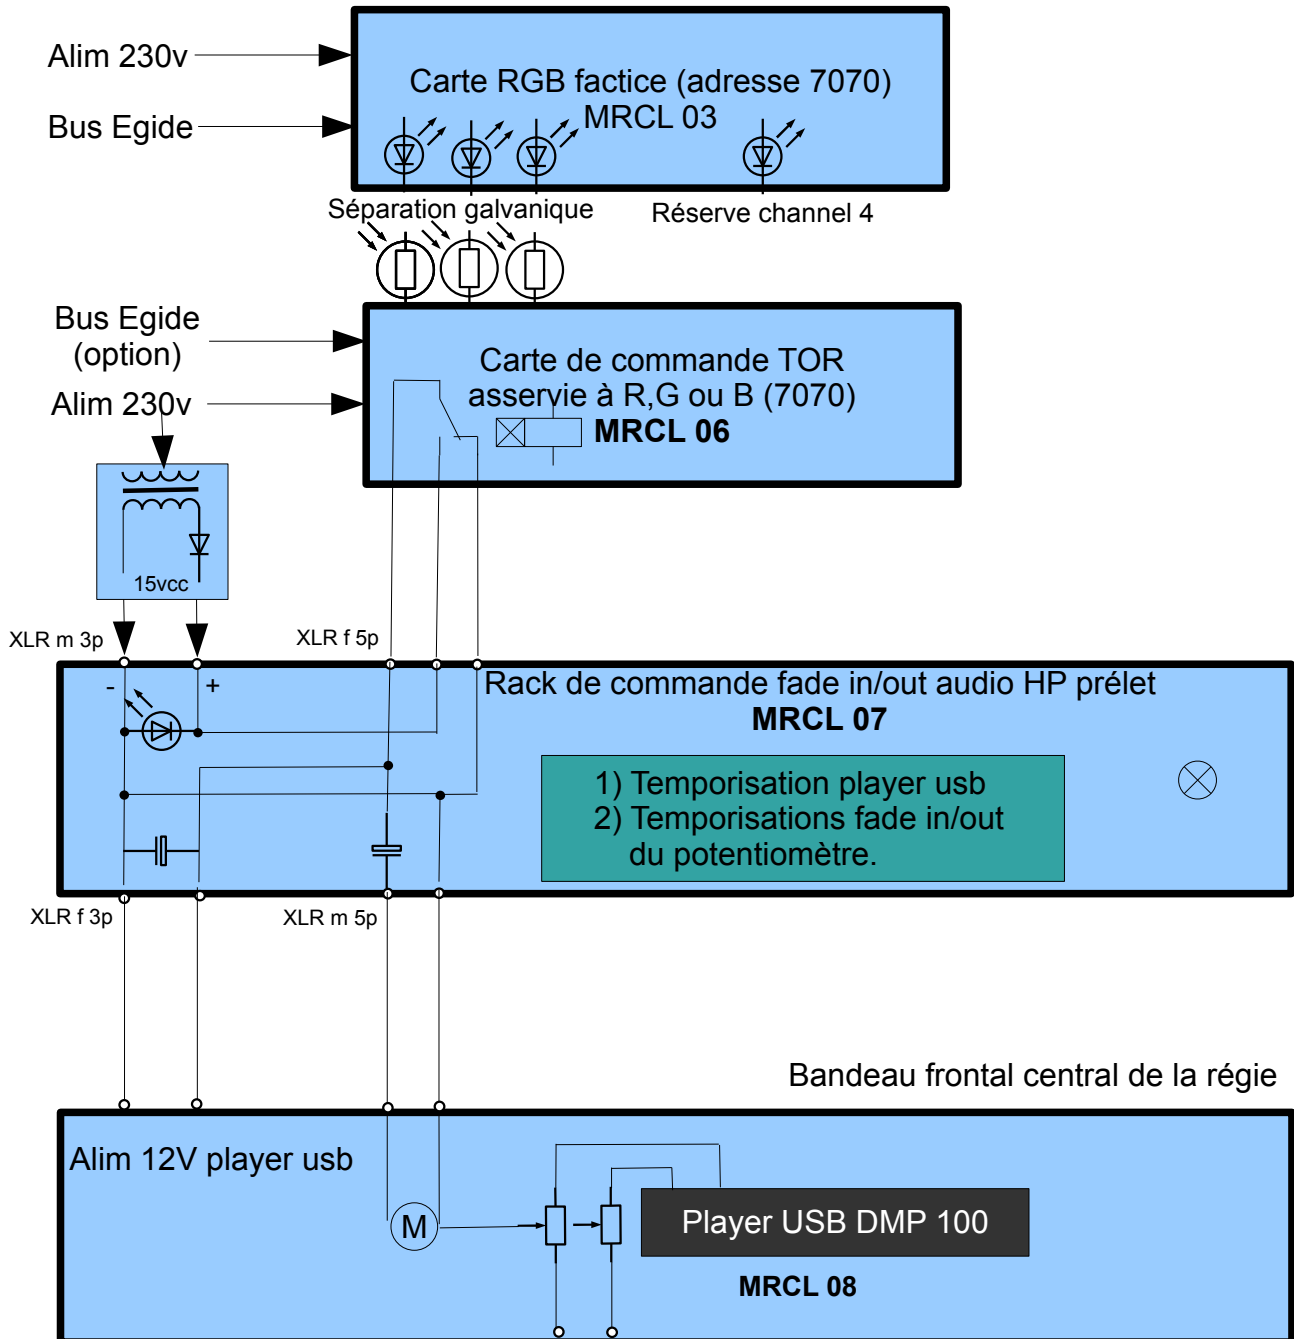 Alim 230v
Carte RGB factice (adresse 7070)
MRCL 03
Bus Egide
Séparation galvanique
Réserve channel 4
Bus Egide
(option)
Carte de commande TOR
asservie à R,G ou B (7070)
MRCL 06
Alim 230v
15vcc
XLR m 3p
XLR f 5p
- +
Rack de commande fade in/out audio HP prélet
MRCL 07
1) Temporisation player usb
2) Temporisations fade in/out
du potentiomètre.
XLR f 3p
XLR m 5p
Bandeau frontal central de la régie
Alim 12V player usb
M
Player USB DMP 100
MRCL 08